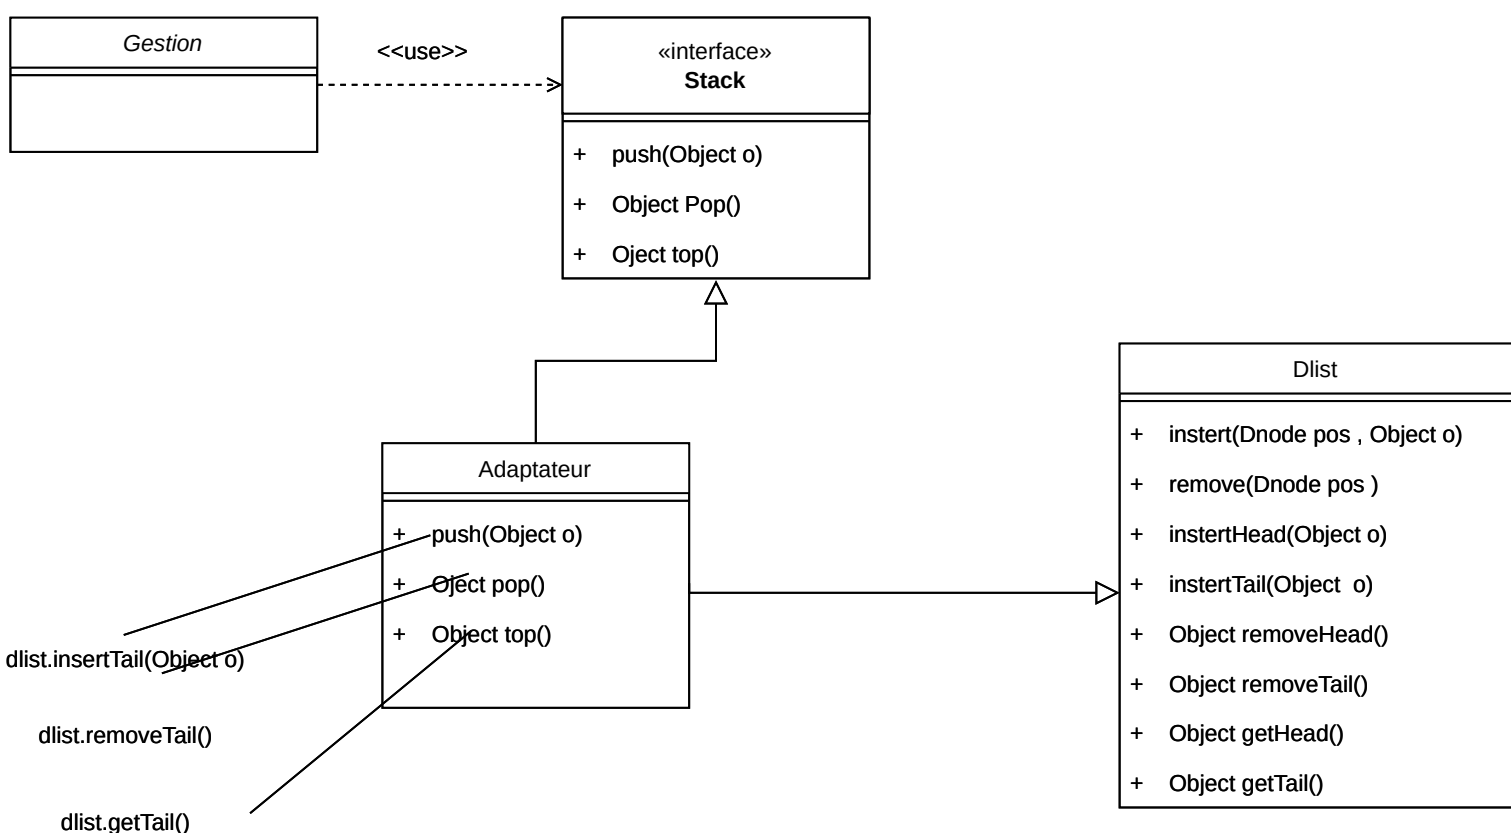 Gestion
<<use>>
«interface»
Stack
+ push(Object o)
+ Object Pop()
+ Oject top()
Adaptateur
+ push(Object o)
+ Oject pop()
+ Object top()
dlist.insertTail(Object o)
dlist.removeTail()
dlist.getTail()
Dlist
+ instert(Dnode pos , Object o)
+ remove(Dnode pos )
+ instertHead(Object o)
+ instertTail(Object  o)
+ Object removeHead()
+ Object removeTail()
+ Object getHead()
+ Object getTail()